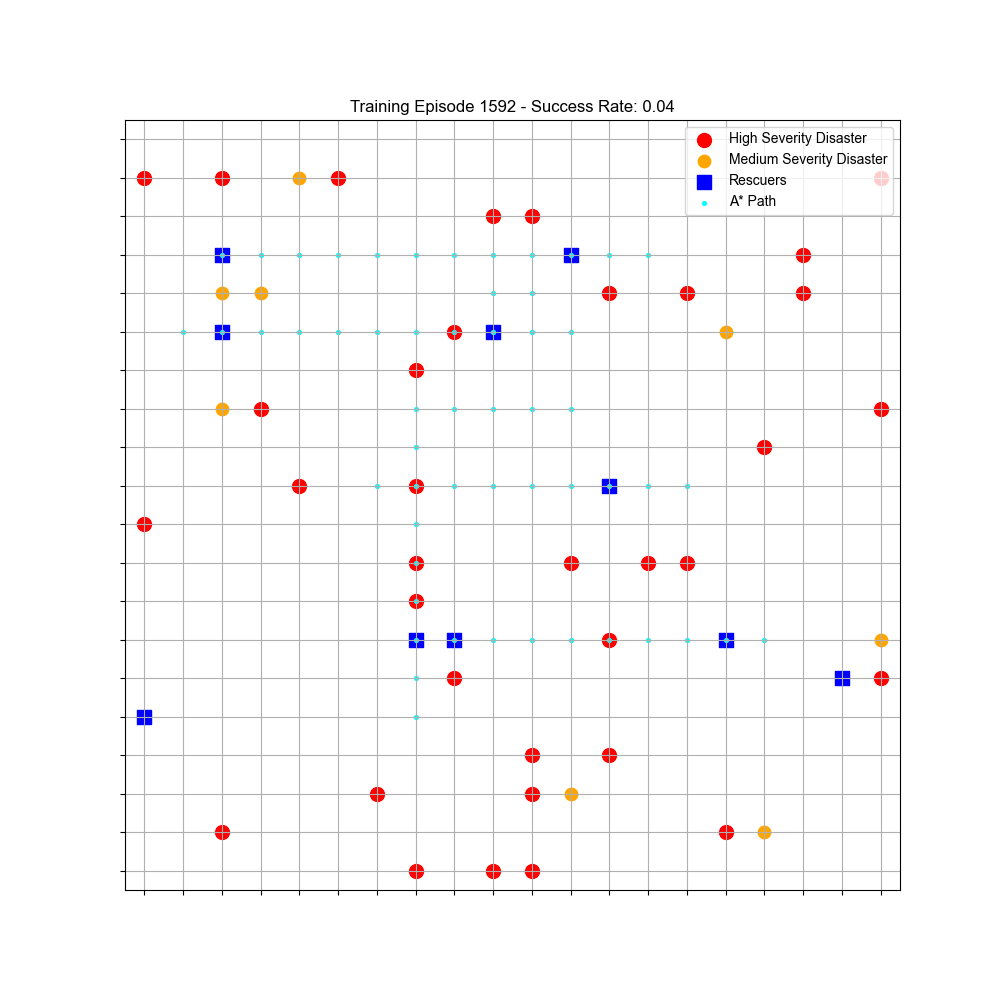 Training Episode 1592 - Success Rate: 0.04
High Severity Disaster
Medium Severity Disaster
Rescuers
A* Path